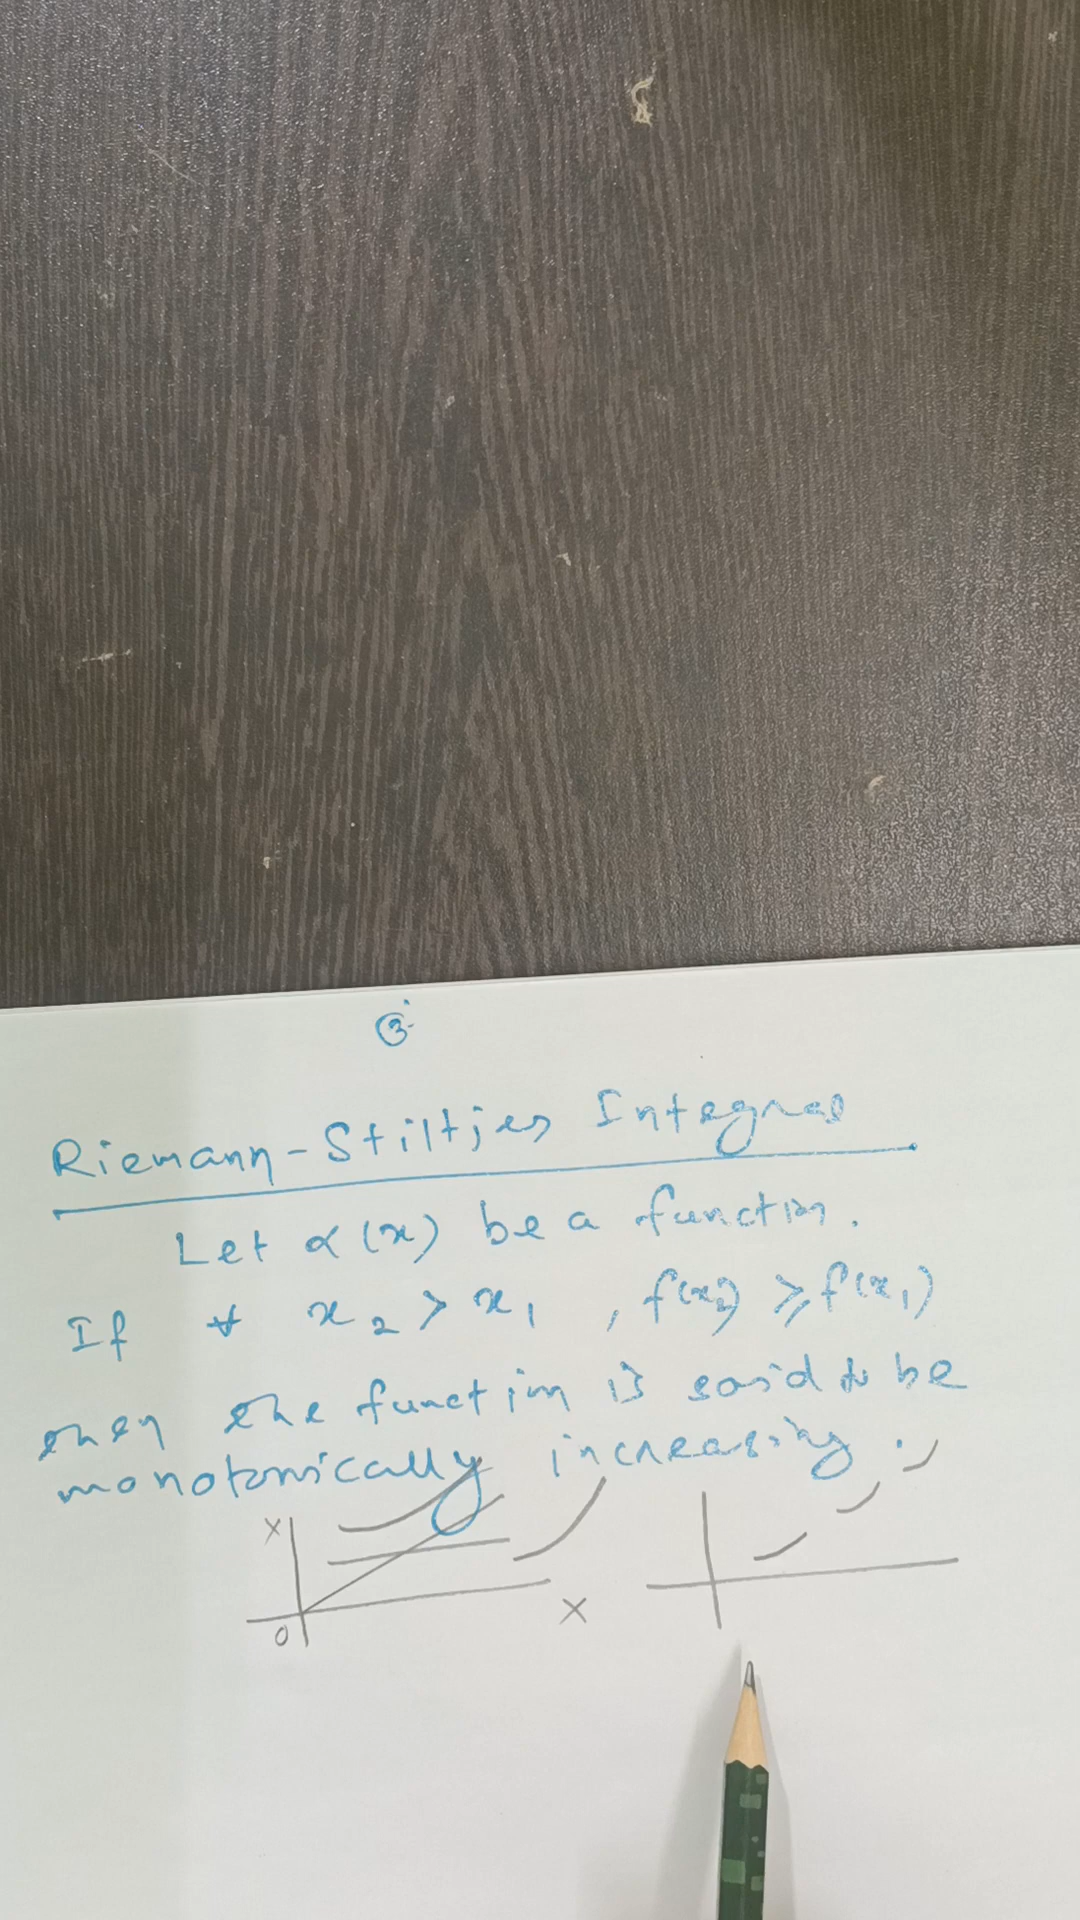 ③
Riemann-Stiltjes Integral
Let α(x) be a function.
If ∀ x₂ > x₁ , f(x₂) ≥ f(x₁)
then the function is said to be
monotonically increasing.
X
O X